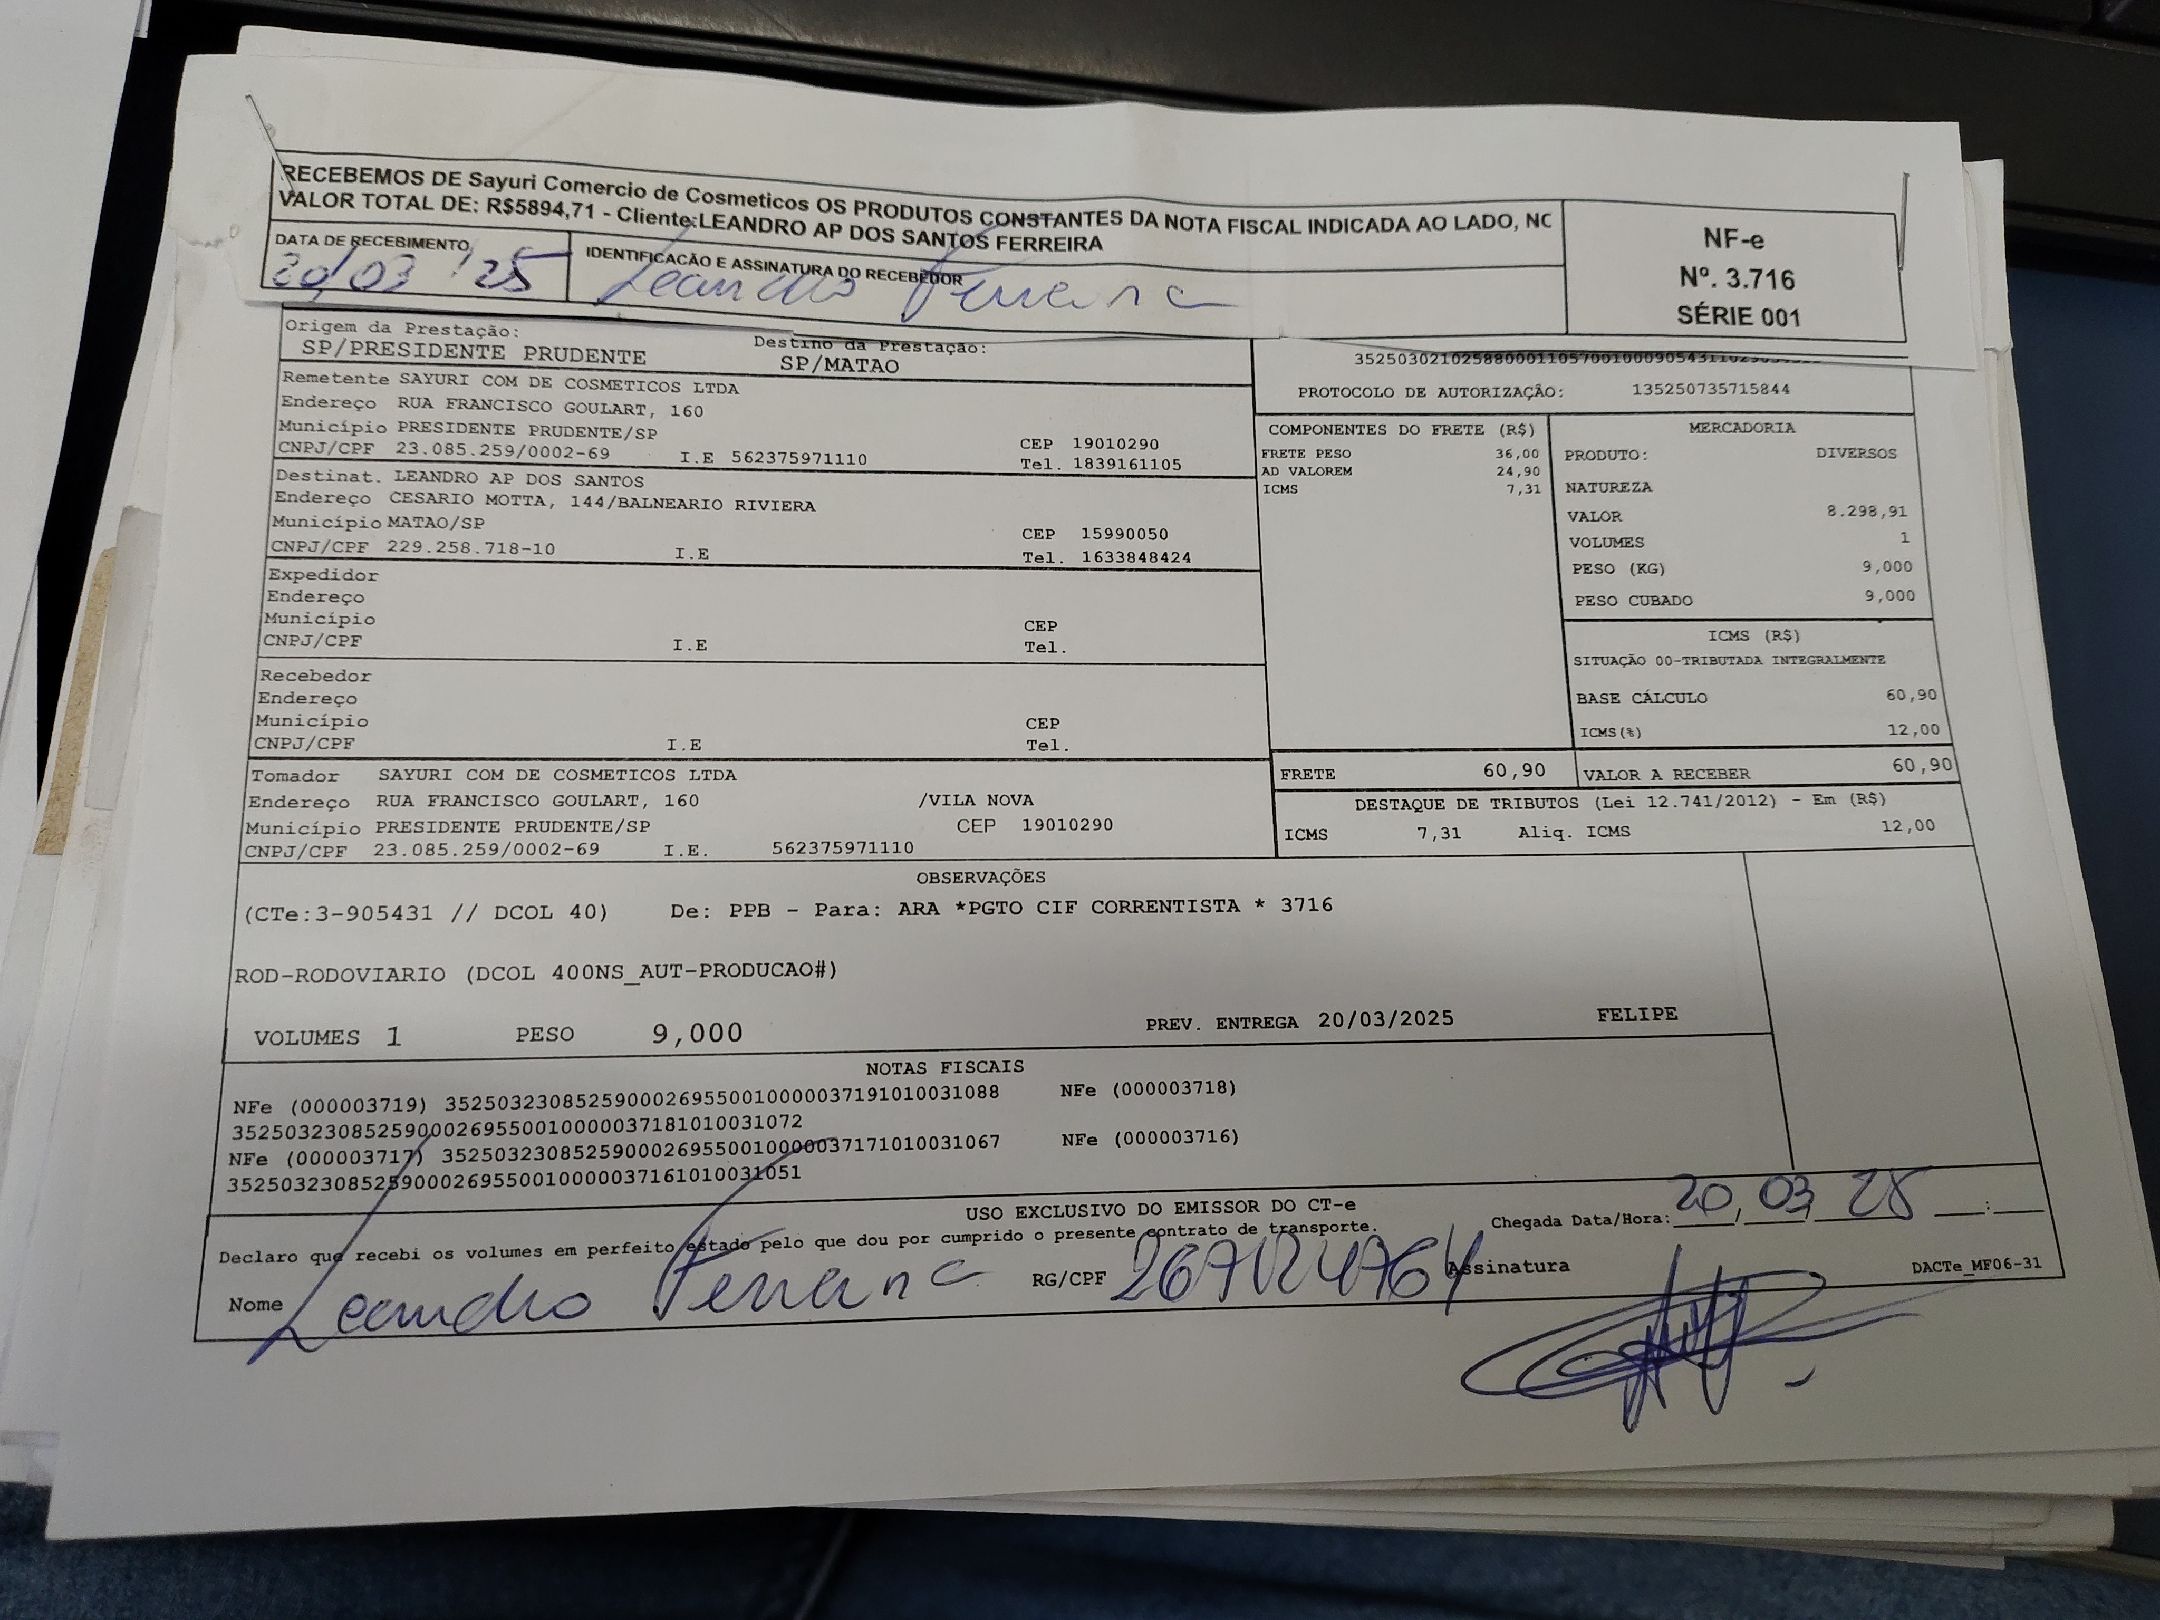 RECEBEMOS DE Sayuri Comercio de Cosmeticos OS PRODUTOS CONSTANTES DA NOTA FISCAL INDICADA AO LADO, NO
VALOR TOTAL DE: R$5894,71 - Cliente:LEANDRO AP DOS SANTOS FERREIRA
DATA DE RECEBIMENTO
20/03/25
IDENTIFICACÃO E ASSINATURA DO RECEBEDOR
Leandro Ferreira
NF-e
Nº. 3.716
SÉRIE 001
Origem da Prestação:
SP/PRESIDENTE PRUDENTE
Destino da Prestação:
SP/MATAO
PROTOCOLO DE AUTORIZAÇÃO: 135250735715844
Remetente SAYURI COM DE COSMETICOS LTDA
Endereço RUA FRANCISCO GOULART, 160
Município PRESIDENTE PRUDENTE/SP CEP 19010290
CNPJ/CPF 23.085.259/0002-69 I.E 562375971110 Tel. 1839161105
Destinat. LEANDRO AP DOS SANTOS
Endereço CESARIO MOTTA, 144/BALNEARIO RIVIERA
Município MATAO/SP CEP 15990050
CNPJ/CPF 229.258.718-10 I.E Tel. 1633848424
Expedidor
Endereço
Município CEP
CNPJ/CPF I.E Tel.
Recebedor
Endereço
Município CEP
CNPJ/CPF I.E Tel.
Tomador SAYURI COM DE COSMETICOS LTDA
Endereço RUA FRANCISCO GOULART, 160 /VILA NOVA
Município PRESIDENTE PRUDENTE/SP CEP 19010290
CNPJ/CPF 23.085.259/0002-69 I.E. 562375971110
COMPONENTES DO FRETE (R$)
FRETE PESO 36,00
AD VALOREM 24,90
ICMS 7,31
MERCADORIA
PRODUTO: DIVERSOS
NATUREZA
VALOR 8.298,91
VOLUMES 1
PESO (KG) 9,000
PESO CUBADO 9,000
ICMS (R$)
SITUAÇÃO 00-TRIBUTADA INTEGRALMENTE
BASE CÁLCULO 60,90
ICMS(%) 12,00
FRETE 60,90
VALOR A RECEBER 60,90
DESTAQUE DE TRIBUTOS (Lei 12.741/2012) - Em (R$)
ICMS 7,31 Aliq. ICMS 12,00
OBSERVAÇÕES
(CTe:3-905431 // DCOL 40) De: PPB - Para: ARA *PGTO CIF CORRENTISTA * 3716
ROD-RODOVIARIO (DCOL 400NS_AUT-PRODUCAO#)
VOLUMES 1 PESO 9,000 PREV. ENTREGA 20/03/2025 FELIPE
NOTAS FISCAIS
NFe (000003719) 35250323085259000269550010000037191010031088 NFe (000003718)
35250323085259000269550010000037181010031072
NFe (000003717) 35250323085259000269550010000037171010031067 NFe (000003716)
35250323085259000269550010000037161010031051
USO EXCLUSIVO DO EMISSOR DO CT-e
Declaro que recebi os volumes em perfeito estado pelo que dou por cumprido o presente contrato de transporte.
Chegada Data/Hora: 20, 03, 25 :
Nome Leandro Ferreira RG/CPF Assinatura
DACTe_MF06-31